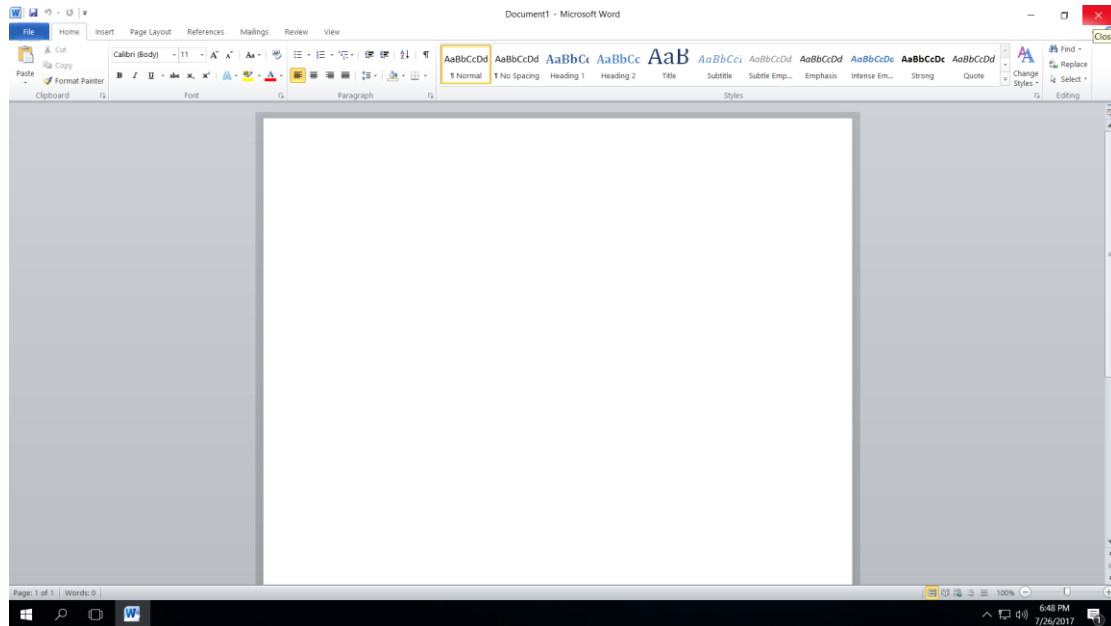 Document1 - Microsoft Word
File Home Insert Page Layout References Mailings Review View
Clos
Paste
Cut
Copy
Format Painter
Clipboard
Calibri (Body) 11
Font
Paragraph
AaBbCcDd AaBbCcDd AaBbCc AaBbCc AaB AaBbCc AaBbCcDd AaBbCcDd AaBbCcDc AaBbCcDc AaBbCcDd
¶ Normal ¶ No Spacing Heading 1 Heading 2 Title Subtitle Subtle Emp... Emphasis Intense Em... Strong Quote
Styles
Change
Styles
Find
Replace
Select
Editing
Page: 1 of 1 Words: 0 100%
6:48 PM
7/26/2017